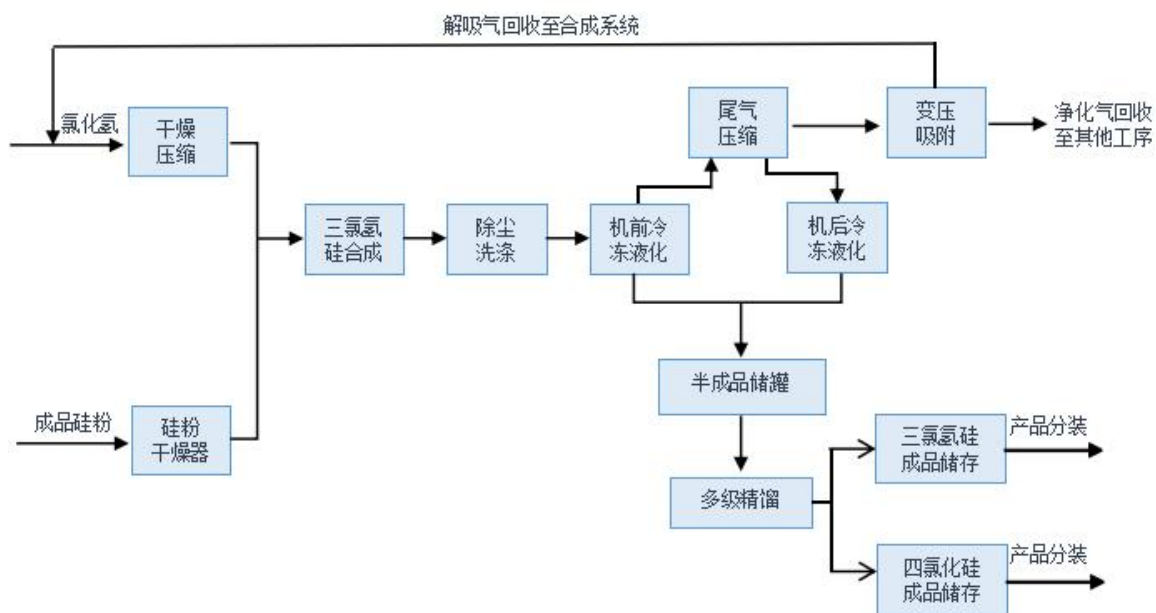 解吸气回收至合成系统
氯化氢
干燥
压缩
尾气
压缩
变压
吸附
净化气回收
至其他工序
三氯氢
硅合成
除尘
洗涤
机前冷
冻液化
机后冷
冻液化
半成品储罐
成品硅粉
硅粉
干燥器
多级精馏
三氯氢硅
成品储存
产品分装
四氯化硅
成品储存
产品分装